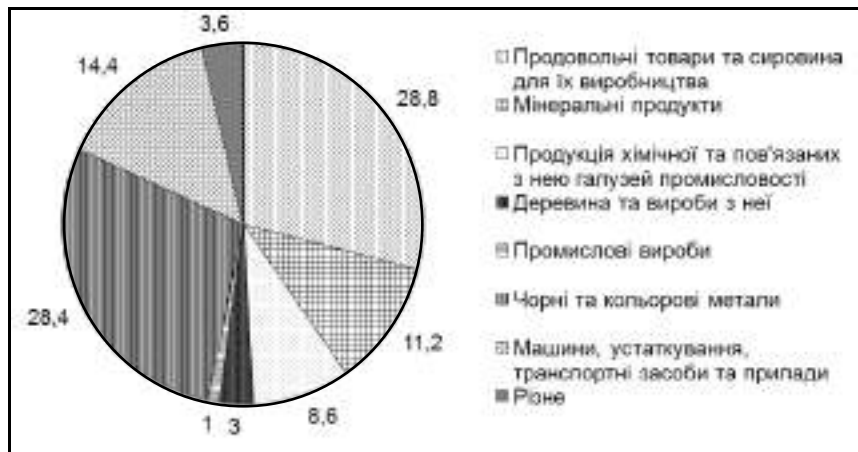 3,6
14,4
28,8
28,4
11,2
1
3
8,6
Продовольчі товари та сировина
для їх виробництва
Мінеральні продукти
Продукція хімічної та пов'язаних
з нею галузей промисловості
Деревина та вироби з неї
Промислові вироби
Чорні та кольорові метали
Машини, устаткування,
транспортні засоби та прилади
Різне